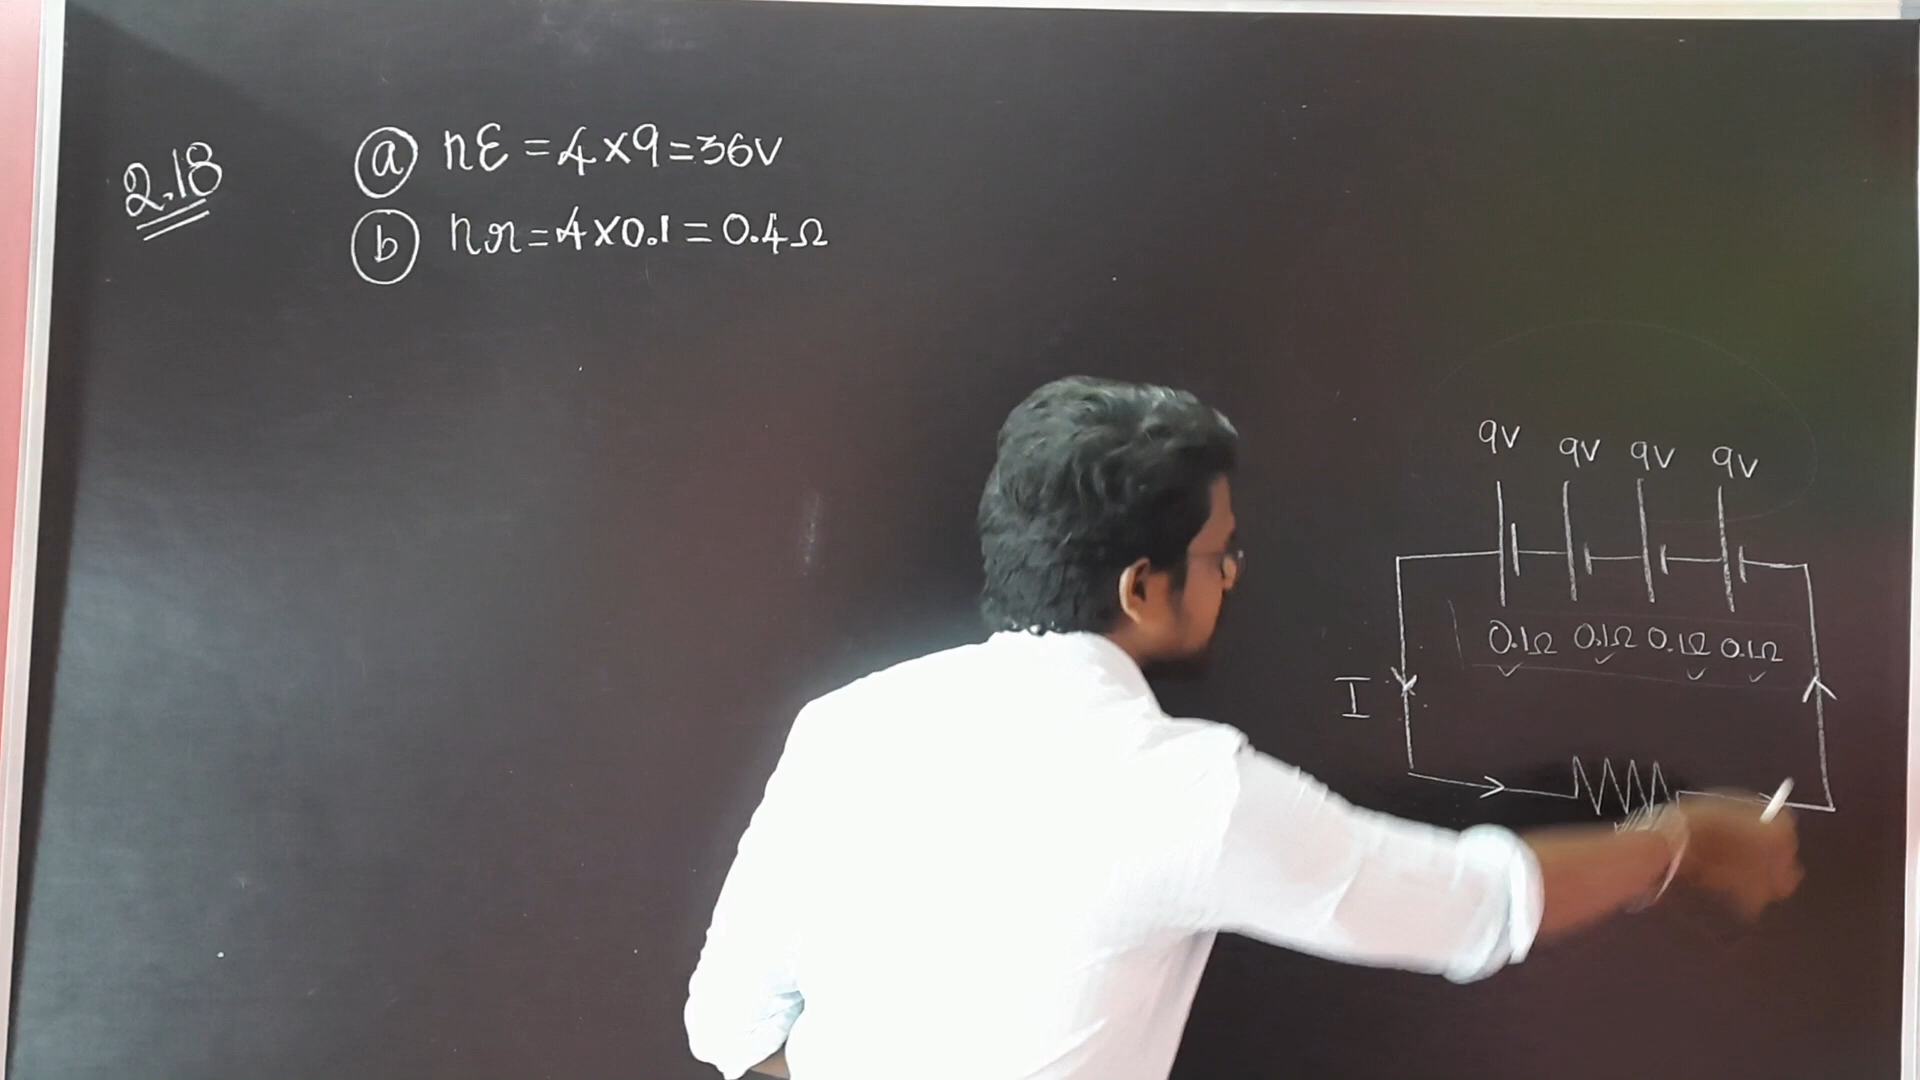 2.18
ⓐ nε = 4 × 9 = 36V
ⓑ nr = 4 × 0.1 = 0.4Ω
9V 9V 9V 9V
0.1Ω 0.1Ω 0.1Ω 0.1Ω
I